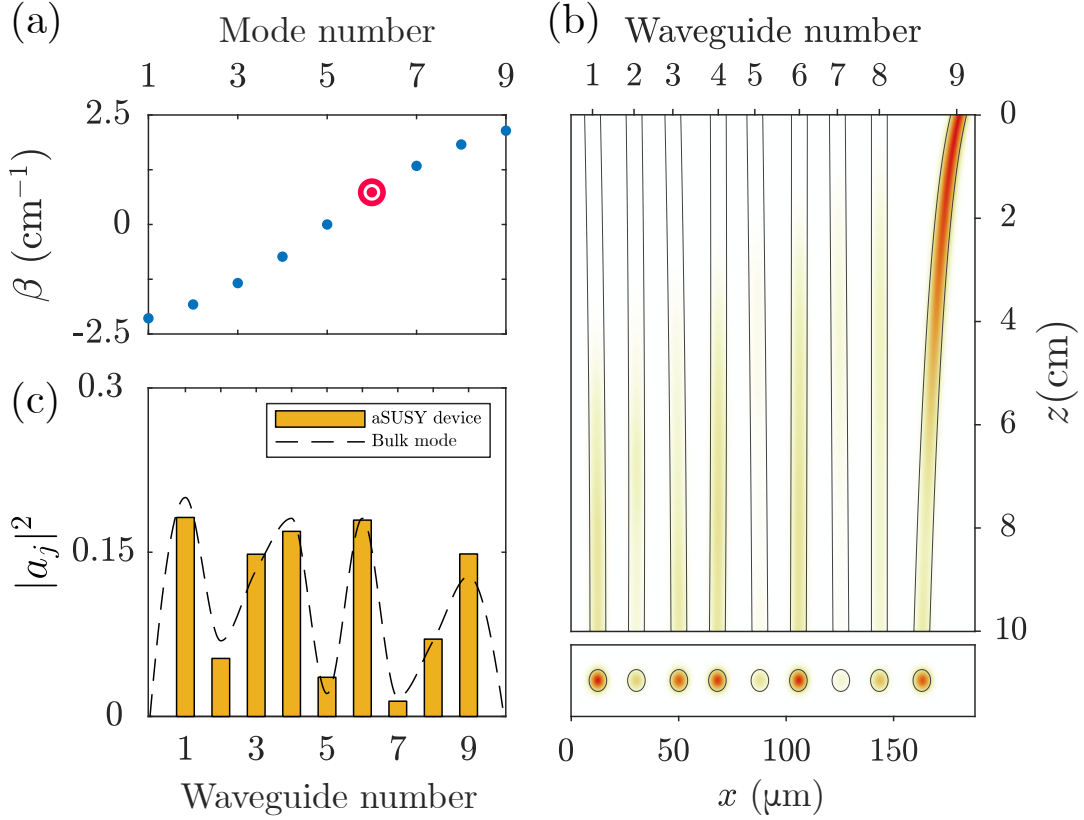 (a)
Mode number
1 3 5 7 9
2.5
0
-2.5
β (cm⁻¹)
(b)
Waveguide number
1 2 3 4 5 6 7 8 9
0
2
4
6
8
10
z(cm)
0 50 100 150
x (μm)
(c)
0.3
0.15
0
|a_j|²
aSUSY device
Bulk mode
1 3 5 7 9
Waveguide number